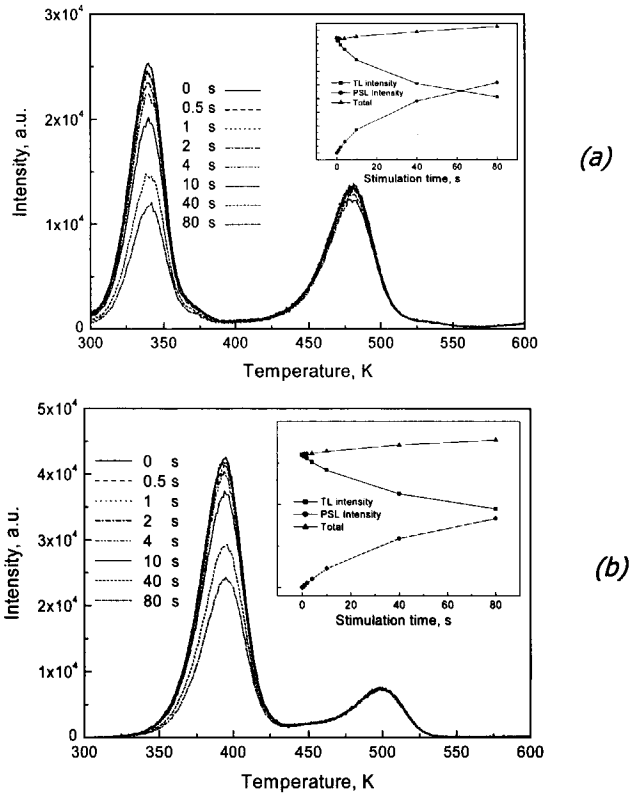 3x10⁴
2x10⁴
1x10⁴
0
Intensity, a.u.
0 s
0.5 s
1 s
2 s
4 s
10 s
40 s
80 s
TL intensity
PSL Intensity
Total
0 20 40 60 80
Stimulation time, s
300 350 400 450 500 550 600
Temperature, K
(a)
5x10⁴
4x10⁴
3x10⁴
2x10⁴
1x10⁴
0
Intensity, a.u.
0 s
0.5 s
1 s
2 s
4 s
10 s
40 s
80 s
TL intensity
PSL Intensity
Total
0 20 40 60 80
Stimulation time, s
300 350 400 450 500 550 600
Temperature, K
(b)